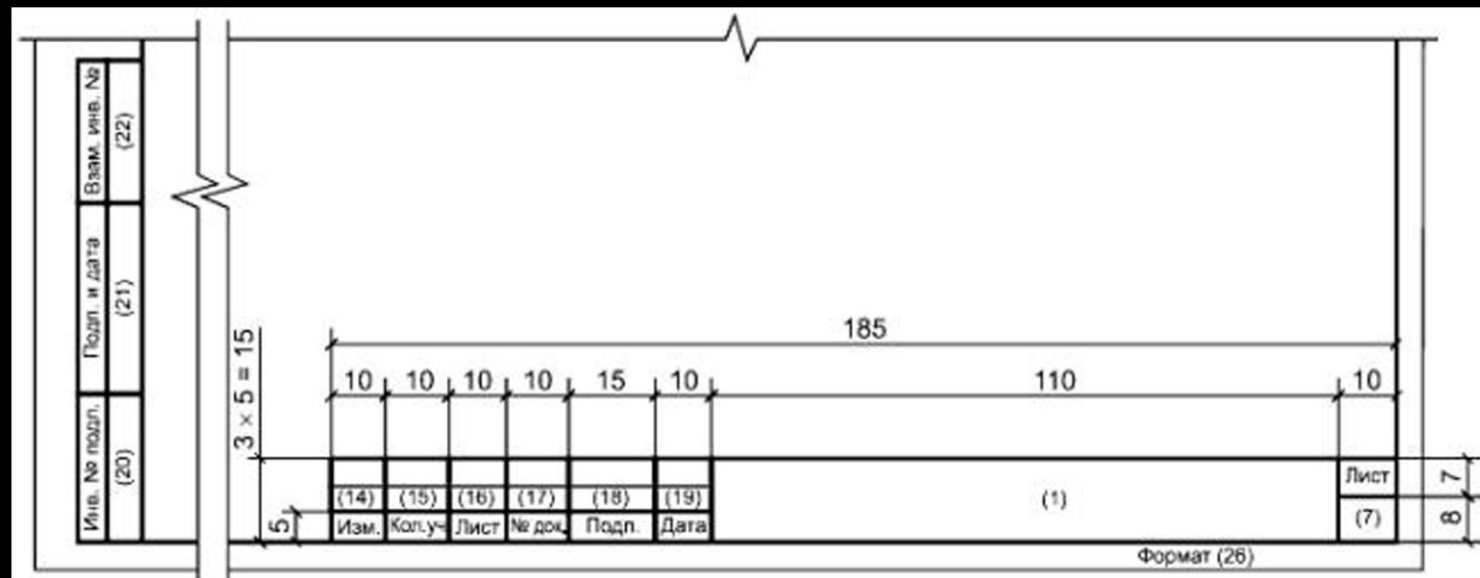 Взам. инв. №
(22)
Подп. и дата
(21)
Инв. № подп.
(20)
3 × 5 = 15
185
10 10 10 10 15 10 110 10
5
(14) (15) (16) (17) (18) (19)
Изм. Кол.уч Лист № док. Подп. Дата
(1)
Лист
(7)
7
8
Формат (26)